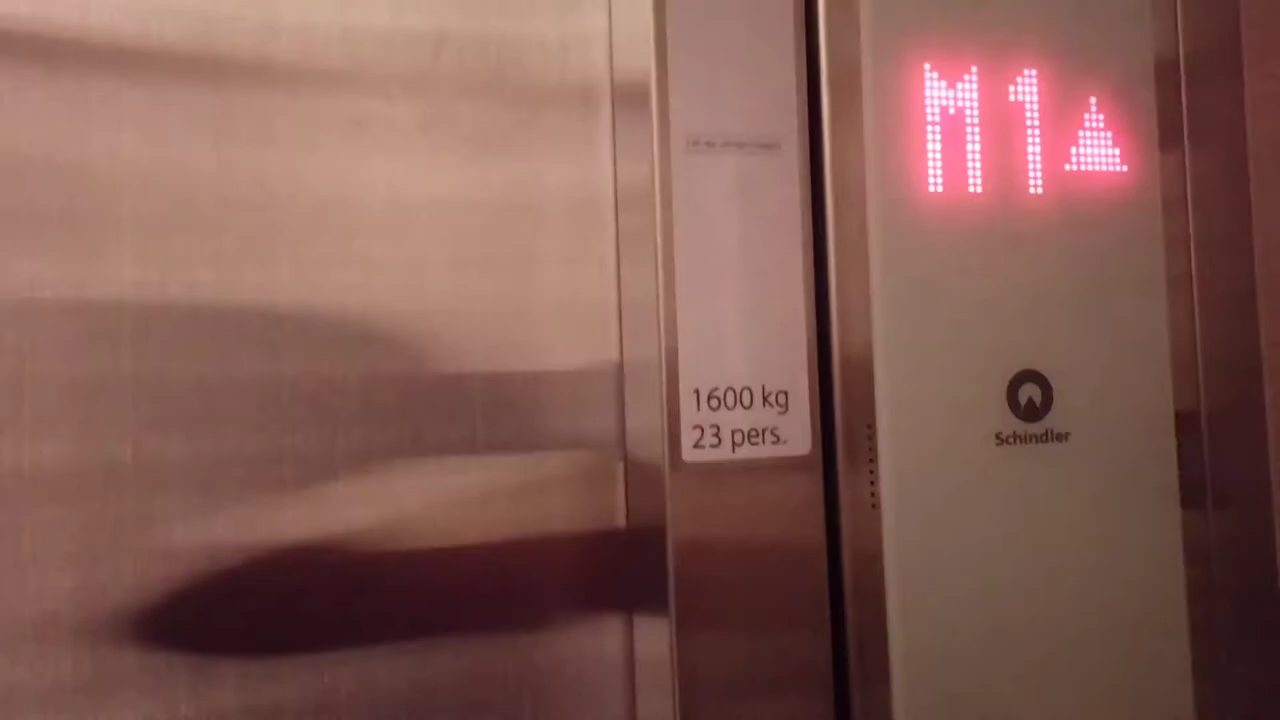 M1
1600 kg
23 pers.
Schindler